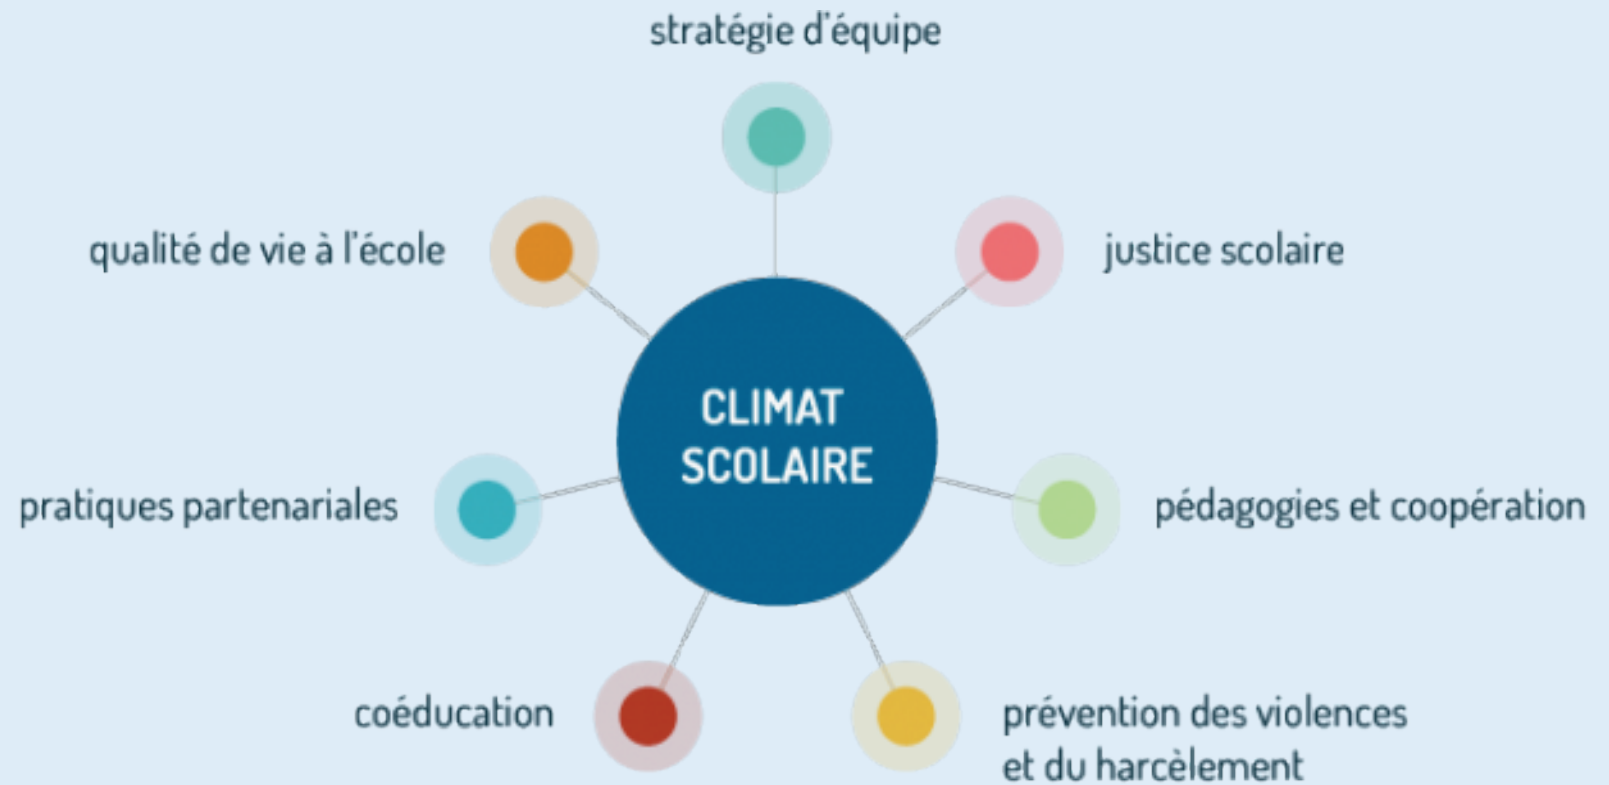 stratégie d'équipe
qualité de vie à l'école
justice scolaire
CLIMAT
SCOLAIRE
pratiques partenariales
pédagogies et coopération
coéducation
prévention des violences
et du harcèlement